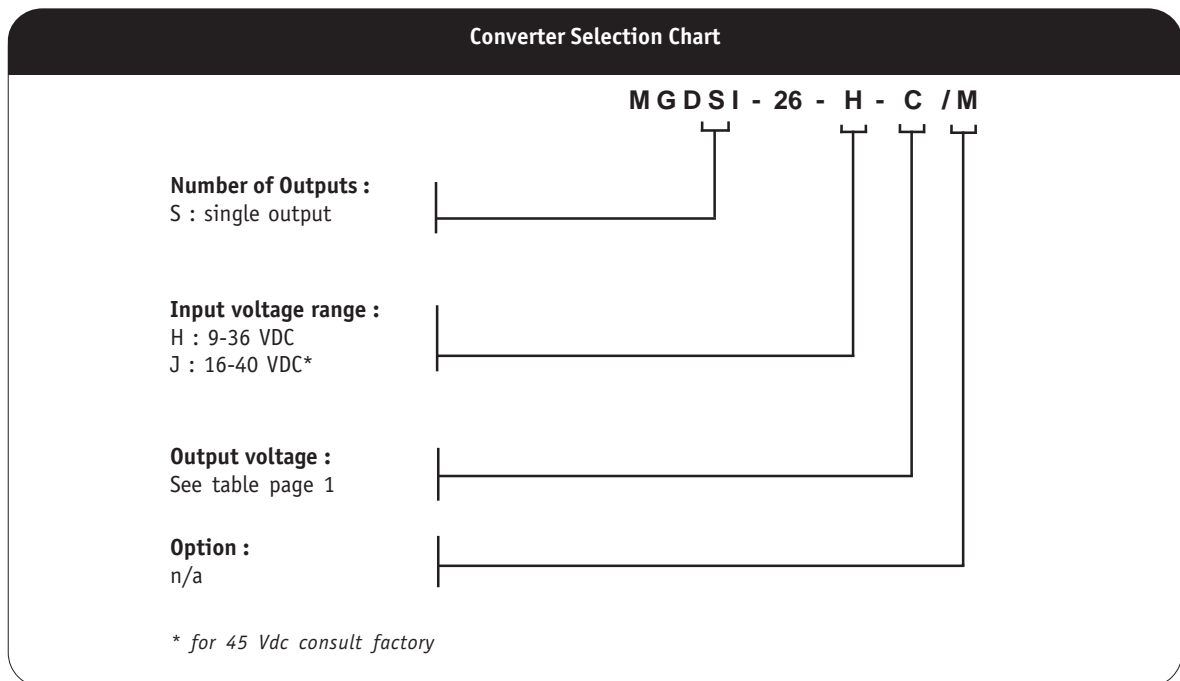 Converter Selection Chart
M G D S I - 26 - H - C / M
Number of Outputs :
S : single output
Input voltage range :
H : 9-36 VDC
J : 16-40 VDC*
Output voltage :
See table page 1
Option :
n/a
* for 45 Vdc consult factory